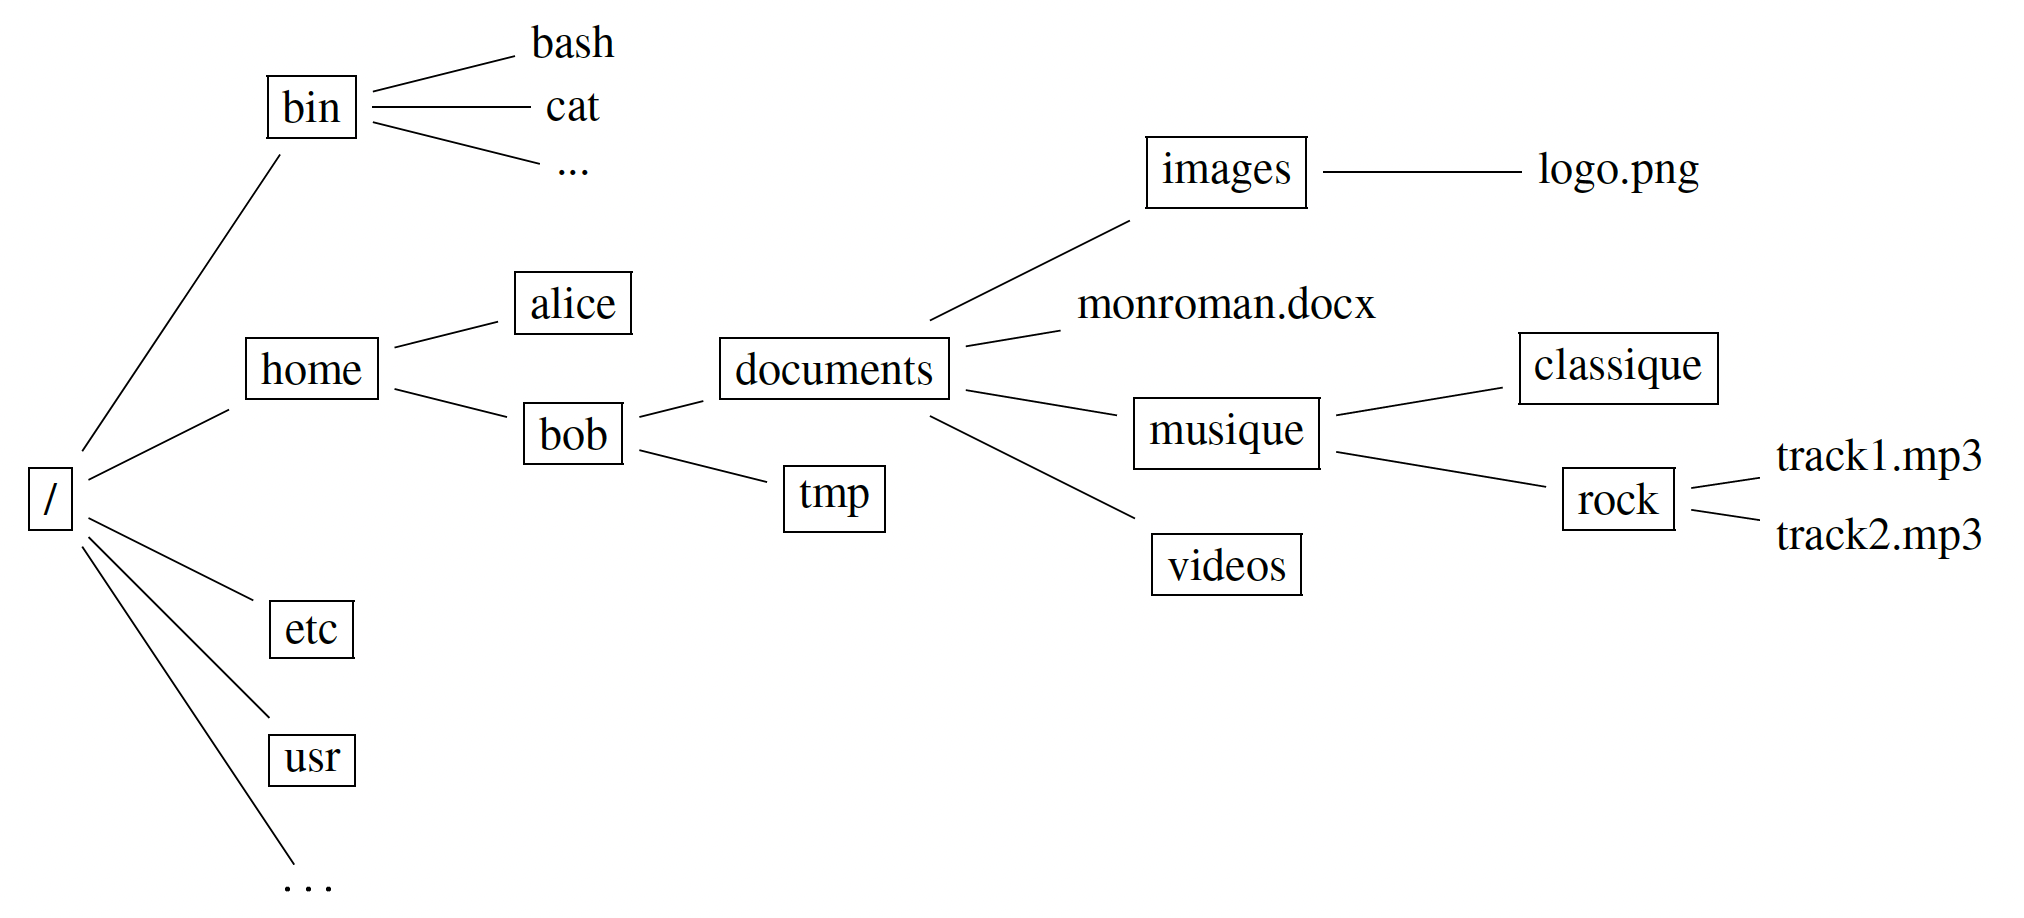 bash
bin
cat
...
images
logo.png
alice
monroman.docx
home
documents
classique
bob
musique
track1.mp3
/
tmp
rock
track2.mp3
videos
etc
usr
...